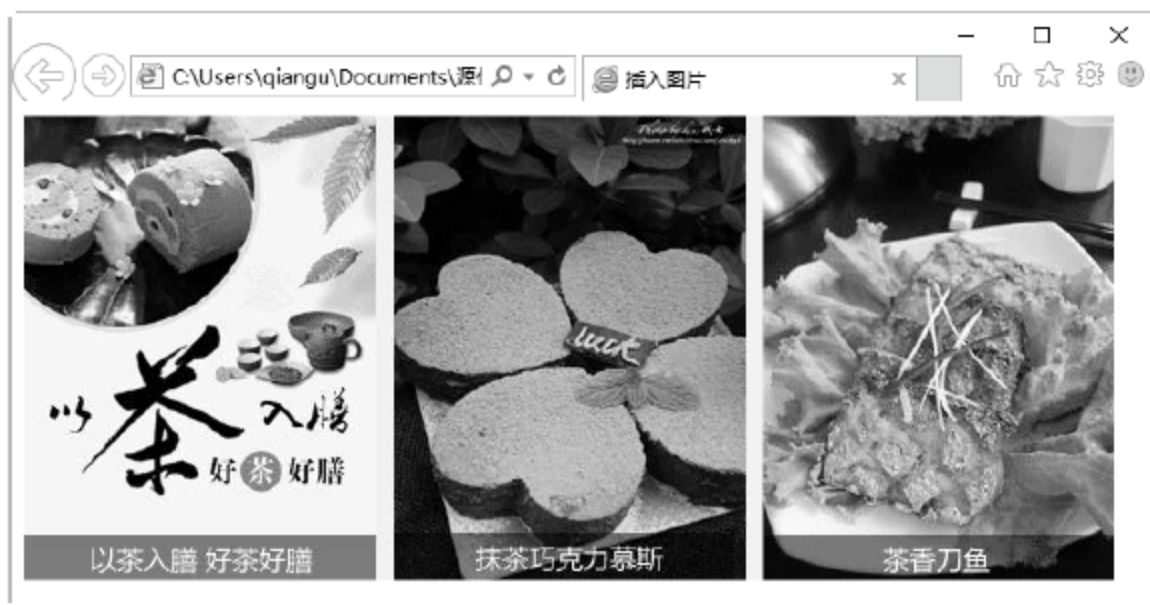 C:\Users\qiangu\Documents\源
插入图片
luck
以茶入膳
好茶好膳
以茶入膳 好茶好膳
抹茶巧克力慕斯
茶香刀鱼